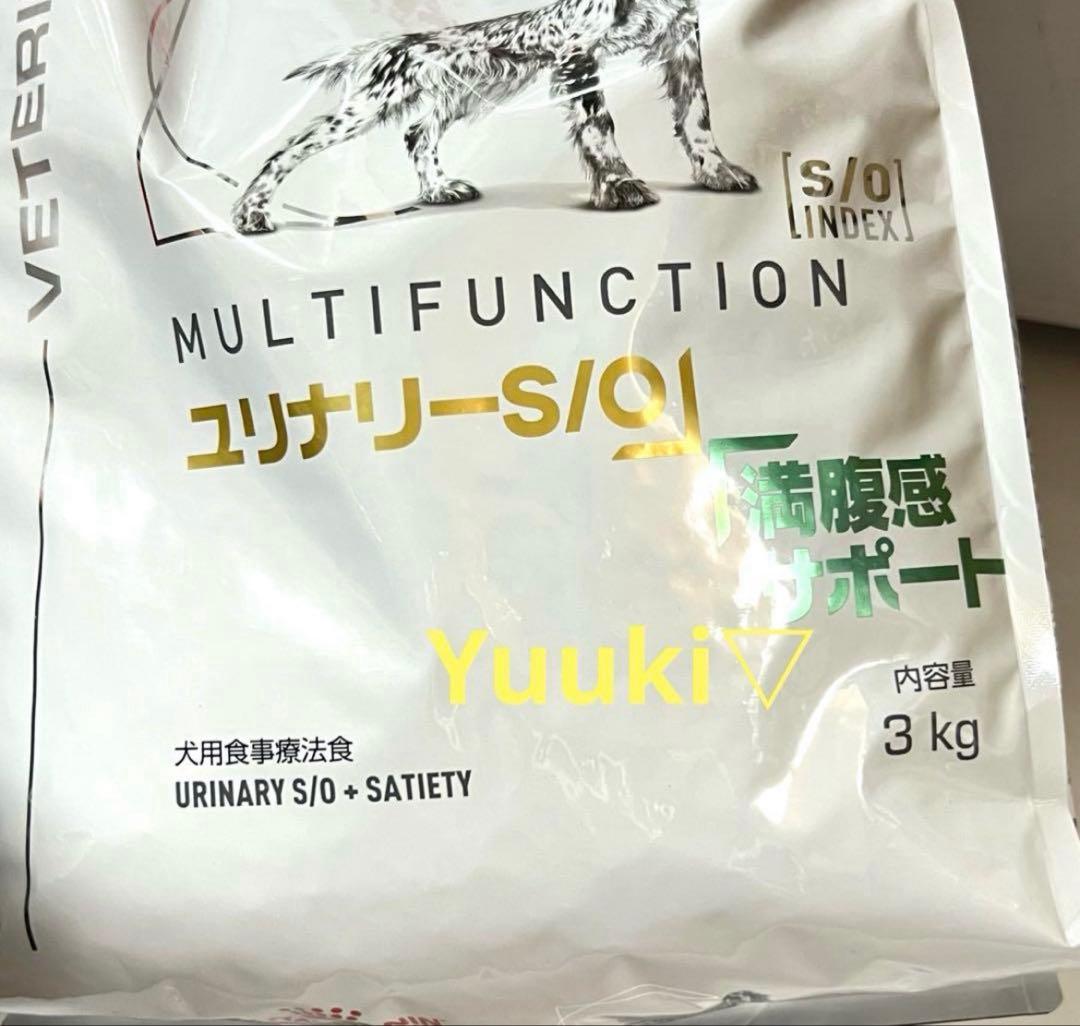 VETERI
S/O
INDEX
MULTIFUNCTION
ユリナリーS/O
満腹感
サポート
Yuuki▽
内容量
3 kg
犬用食事療法食
URINARY S/O + SATIETY